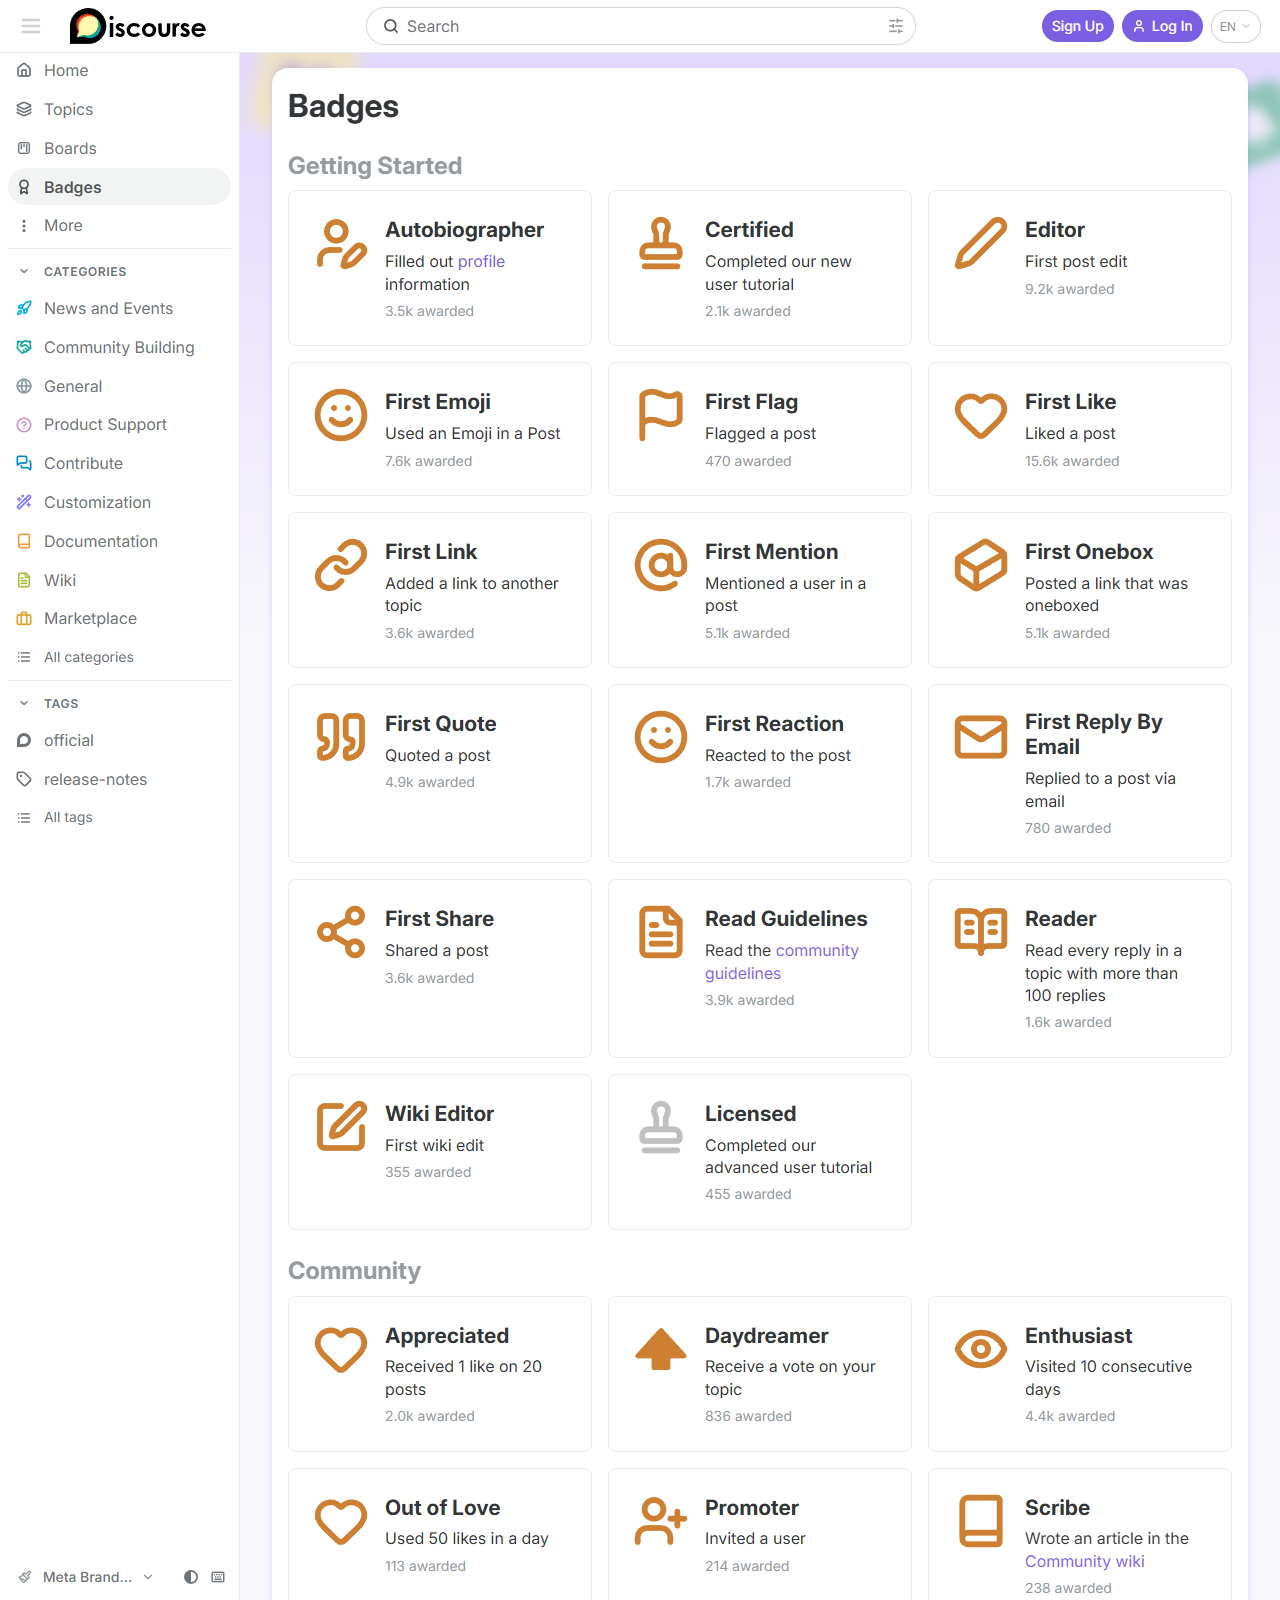 Discourse
Search
Sign Up
Log In
EN
Home
Topics
Boards
Badges
More
CATEGORIES
News and Events
Community Building
General
Product Support
Contribute
Customization
Documentation
Wiki
Marketplace
All categories
TAGS
official
release-notes
All tags
Meta Brand...
Badges
Getting Started
Autobiographer
Filled out profile
information
3.5k awarded
Certified
Completed our new
user tutorial
2.1k awarded
Editor
First post edit
9.2k awarded
First Emoji
Used an Emoji in a Post
7.6k awarded
First Flag
Flagged a post
470 awarded
First Like
Liked a post
15.6k awarded
First Link
Added a link to another
topic
3.6k awarded
First Mention
Mentioned a user in a
post
5.1k awarded
First Onebox
Posted a link that was
oneboxed
5.1k awarded
First Quote
Quoted a post
4.9k awarded
First Reaction
Reacted to the post
1.7k awarded
First Reply By
Email
Replied to a post via
email
780 awarded
First Share
Shared a post
3.6k awarded
Read Guidelines
Read the community
guidelines
3.9k awarded
Reader
Read every reply in a
topic with more than
100 replies
1.6k awarded
Wiki Editor
First wiki edit
355 awarded
Licensed
Completed our
advanced user tutorial
455 awarded
Community
Appreciated
Received 1 like on 20
posts
2.0k awarded
Daydreamer
Receive a vote on your
topic
836 awarded
Enthusiast
Visited 10 consecutive
days
4.4k awarded
Out of Love
Used 50 likes in a day
113 awarded
Promoter
Invited a user
214 awarded
Scribe
Wrote an article in the
Community wiki
238 awarded